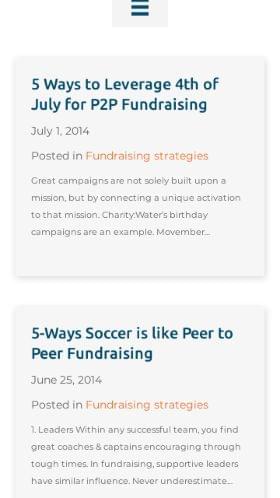 5 Ways to Leverage 4th of
July for P2P Fundraising
July 1, 2014
Posted in Fundraising strategies
Great campaigns are not solely built upon a
mission, but by connecting a unique activation
to that mission. Charity:Water's birthday
campaigns are an example. Movember...
5-Ways Soccer is like Peer to
Peer Fundraising
June 25, 2014
Posted in Fundraising strategies
1. Leaders Within any successful team, you find
great coaches & captains encouraging through
tough times. In fundraising, supportive leaders
have similar influence. Never underestimate...